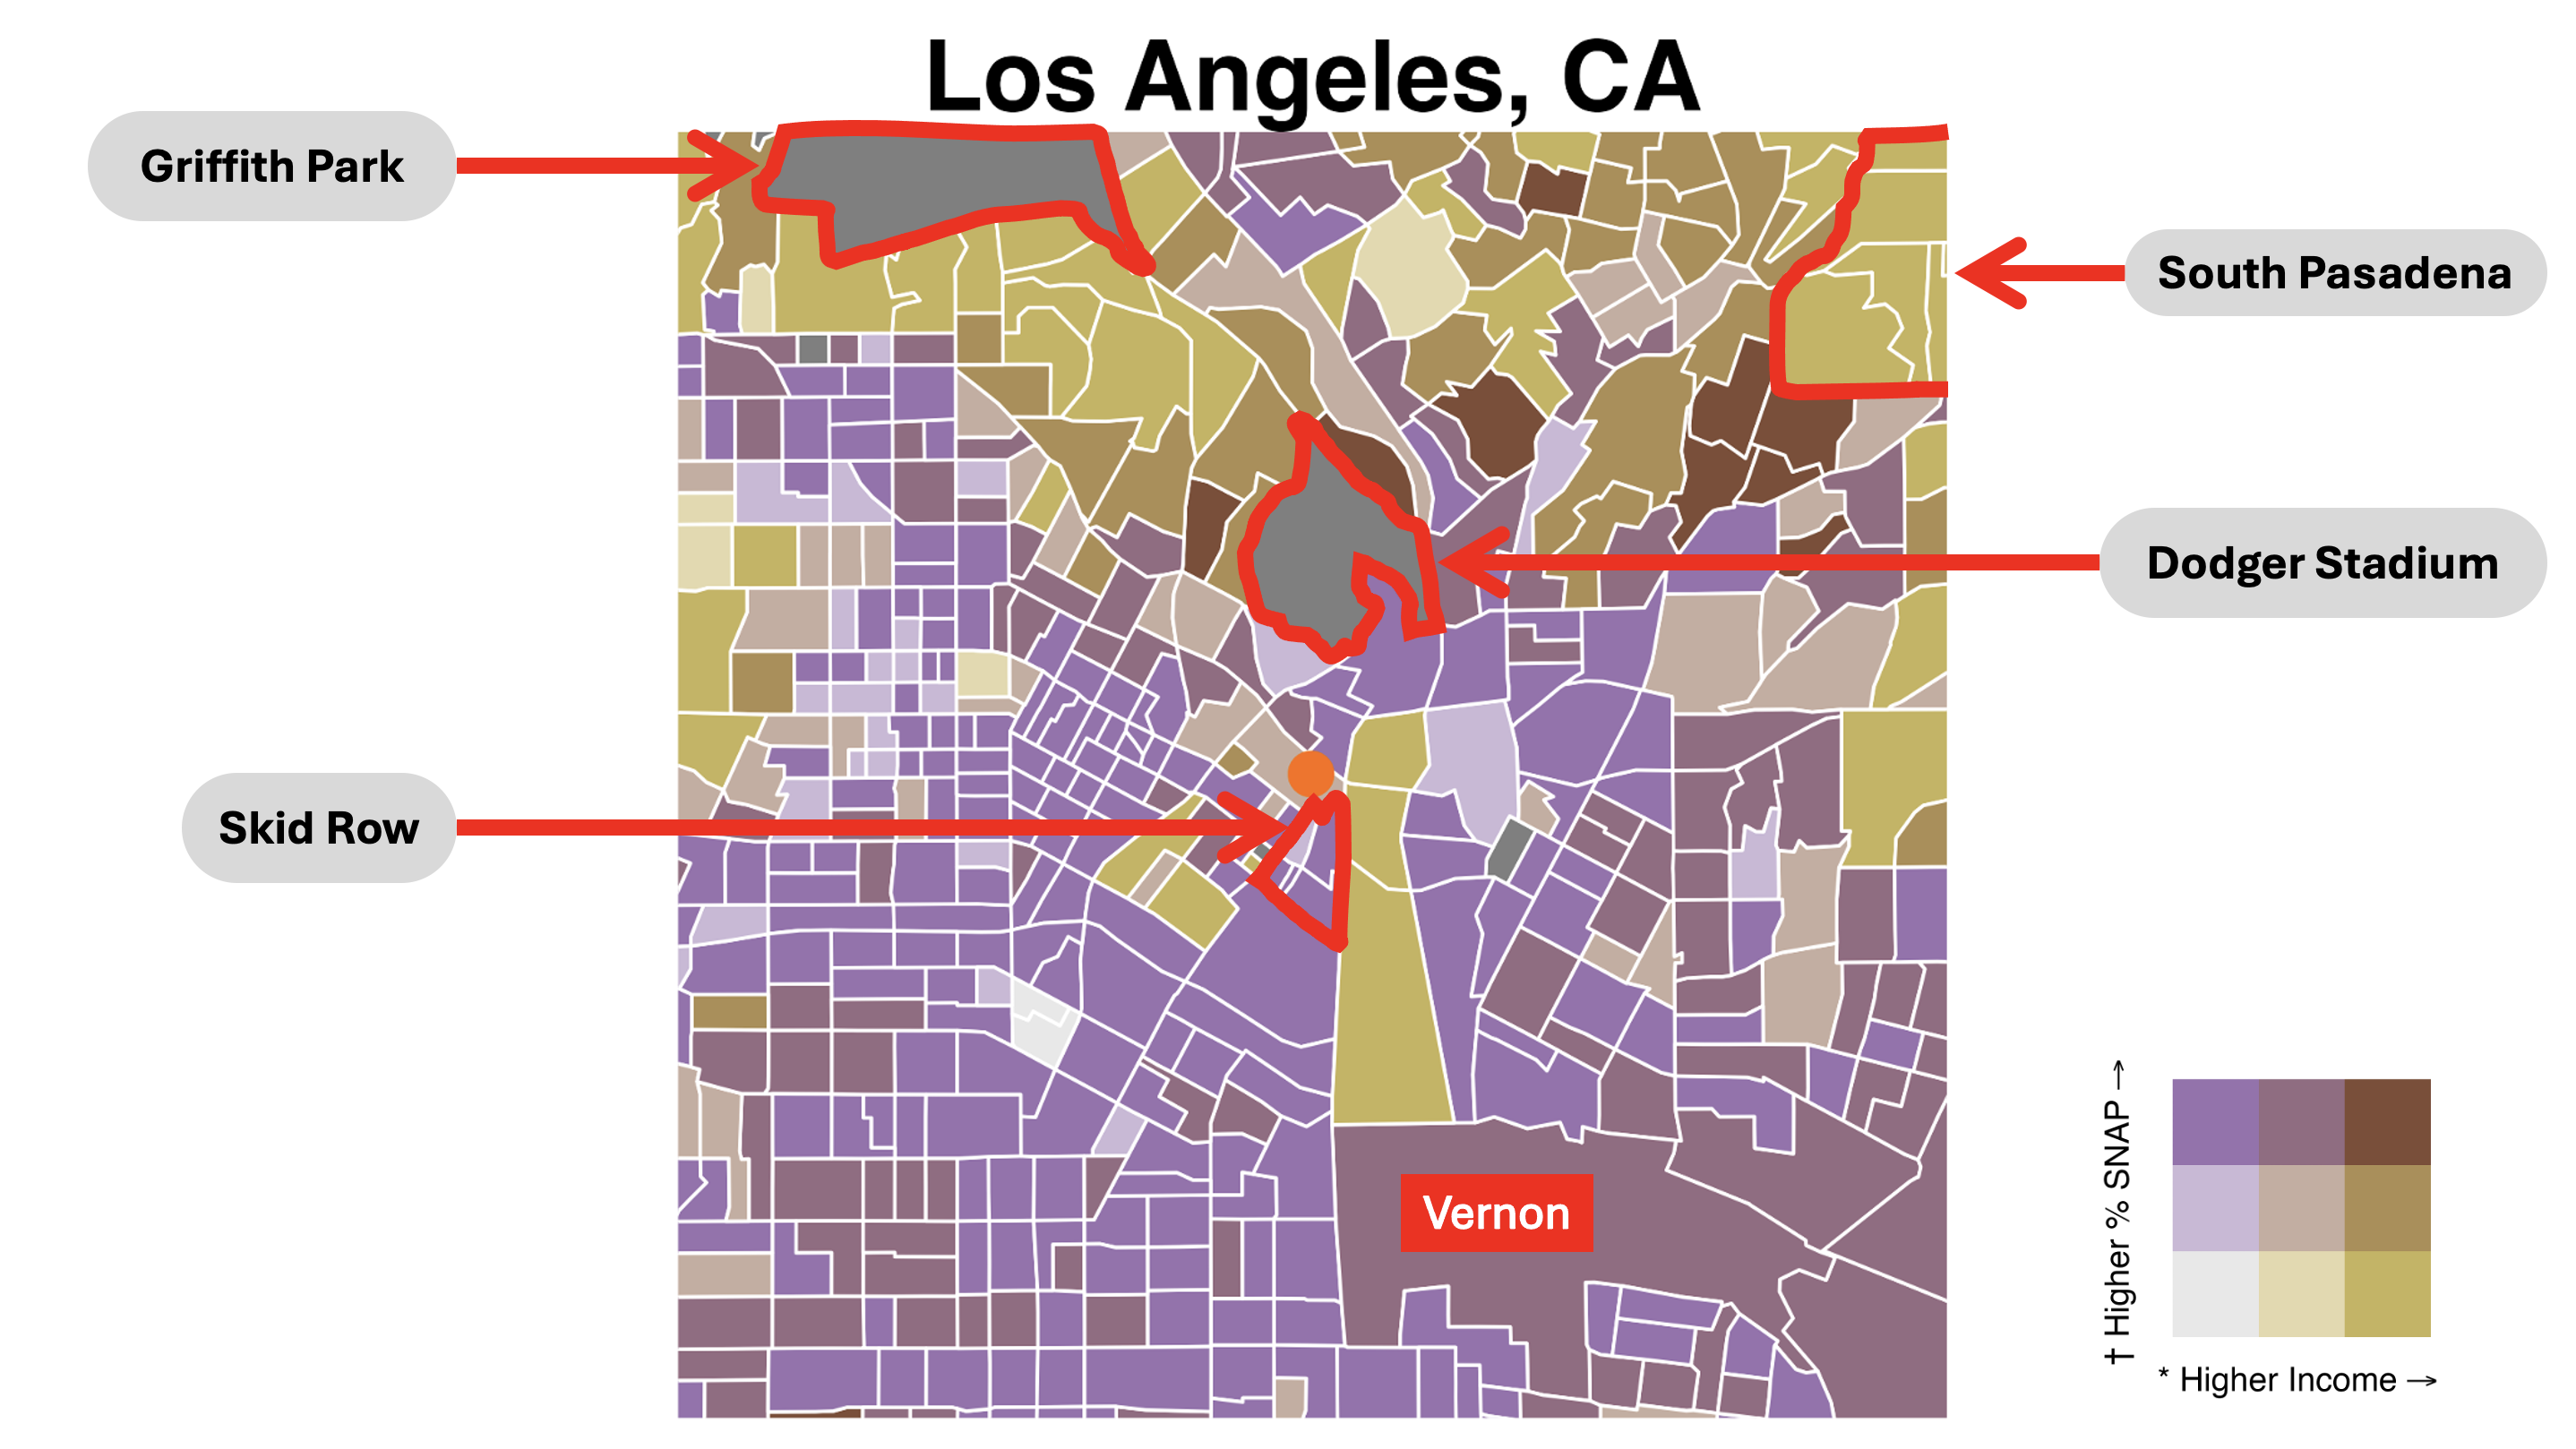 Los Angeles, CA
Griffith Park
South Pasadena
Dodger Stadium
Skid Row
Vernon
† Higher % SNAP →
* Higher Income →